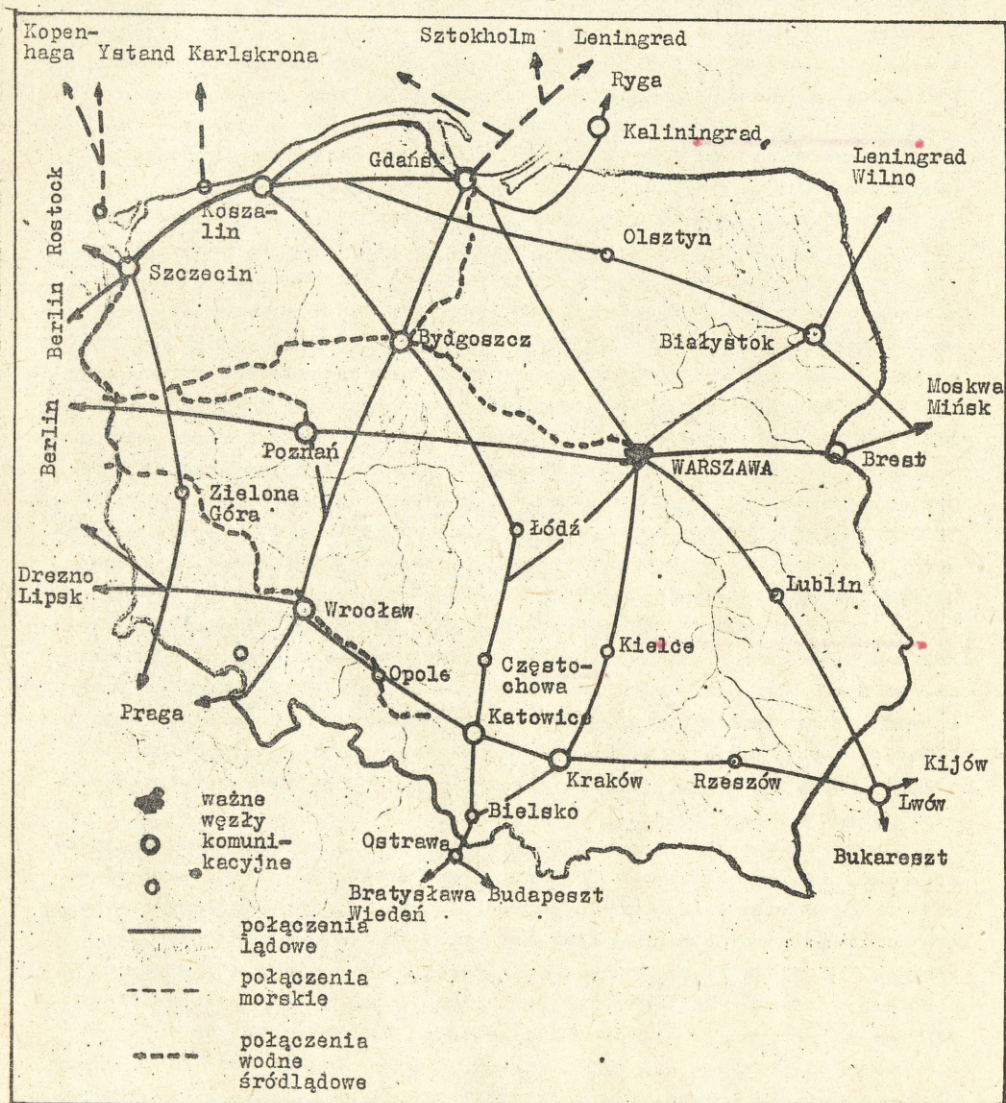 Kopen-
haga Ystand Karlskrona
Sztokholm Leningrad
Ryga
Kaliningrad
Gdańsk
Leningrad
Wilno
Rostock
Kosza-
lin
Olsztyn
Szczecin
Berlin
Bydgoszcz
Białystok
Moskwa
Mińsk
Berlin
Poznań
WARSZAWA
Brest
Zielona
Góra
Łódź
Drezno
Lipsk
Wrocław
Lublin
Kielce
Opole
Często-
chowa
Praga
Katowice
Kraków
Rzeszów
Kijów
Lwów
Bielsko
Ostrawa
Bukareszt
Bratysława Budapeszt
Wiedeń
ważne
węzły
komuni-
kacyjne
połączenia
lądowe
połączenia
morskie
połączenia
wodne
śródlądowe